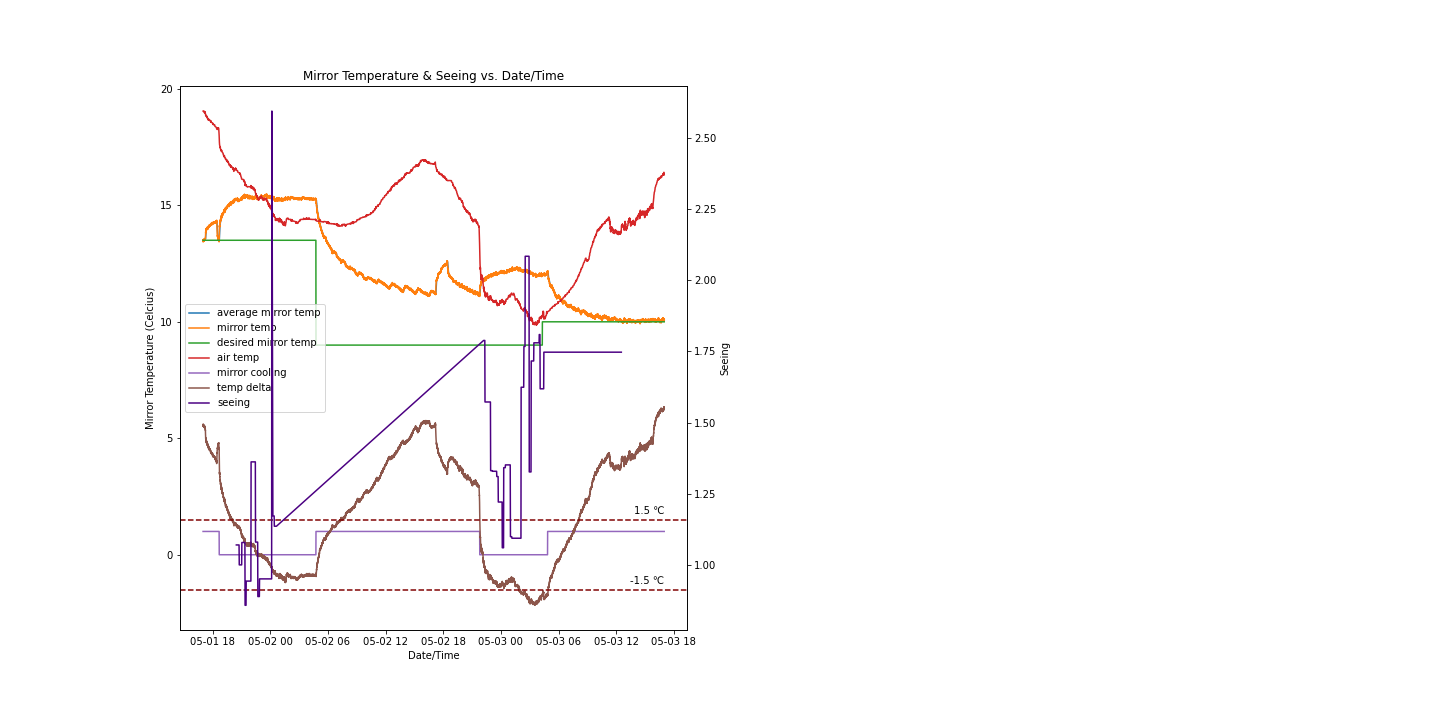 Mirror Temperature & Seeing vs. Date/Time
20
15
10
5
0
Mirror Temperature (Celcius)
average mirror temp
mirror temp
desired mirror temp
air temp
mirror cooling
temp delta
seeing
1.5 °C
-1.5 °C
2.50
2.25
2.00
1.75
1.50
1.25
1.00
Seeing
05-01 18 05-02 00 05-02 06 05-02 12 05-02 18 05-03 00 05-03 06 05-03 12 05-03 18
Date/Time